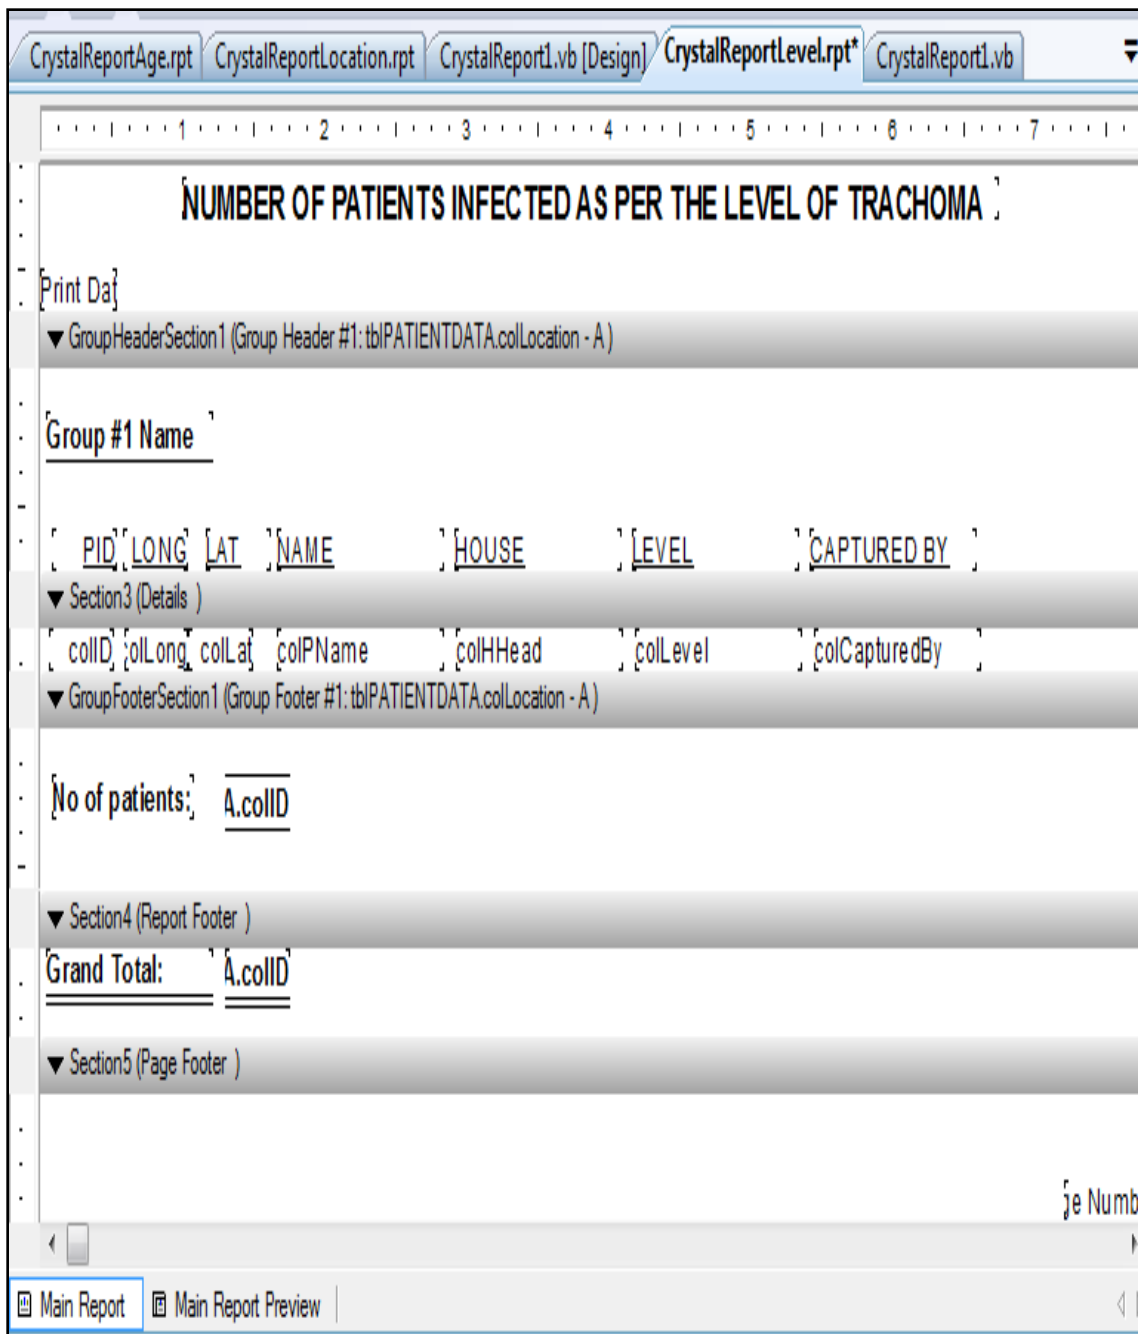 CrystalReportAge.rpt CrystalReportLocation.rpt CrystalReport1.vb [Design] CrystalReportLevel.rpt* CrystalReport1.vb
1 2 3 4 5 6 7
NUMBER OF PATIENTS INFECTED AS PER THE LEVEL OF TRACHOMA
Print Dat
GroupHeaderSection1 (Group Header #1: tblPATIENTDATA.colLocation - A )
Group #1 Name
PID LONG LAT NAME HOUSE LEVEL CAPTURED BY
Section3 (Details )
colID colLong colLat colPName colHHead colLevel colCapturedBy
GroupFooterSection1 (Group Footer #1: tblPATIENTDATA.colLocation - A )
No of patients: A.colID
Section4 (Report Footer )
Grand Total: A.colID
Section5 (Page Footer )
ge Numb
Main Report Main Report Preview